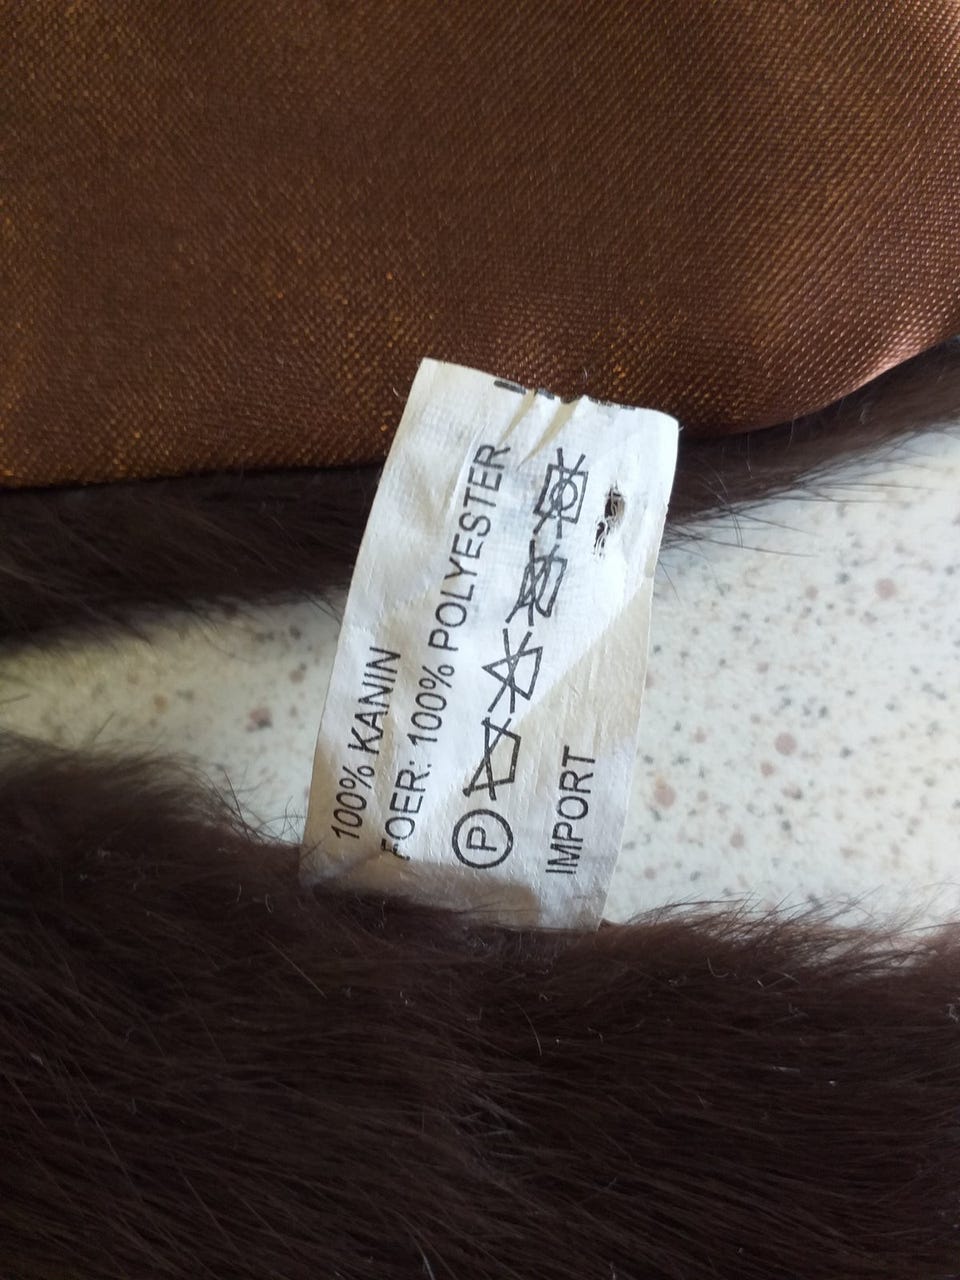 100% KANIN
FOER: 100% POLYESTER
P
IMPORT